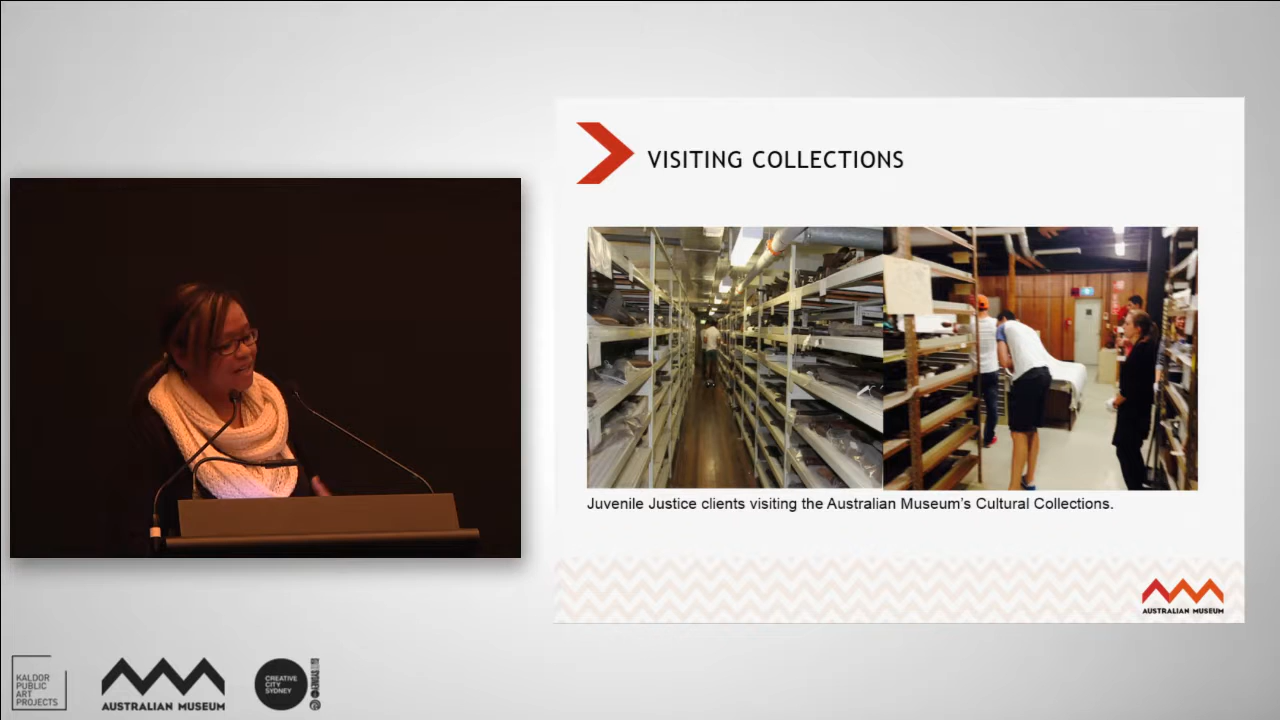 VISITING COLLECTIONS
Juvenile Justice clients visiting the Australian Museum's Cultural Collections.
AUSTRALIAN MUSEUM
KALDOR
PUBLIC
ART
PROJECTS
AUSTRALIAN MUSEUM
CREATIVE
CITY
SYDNEY